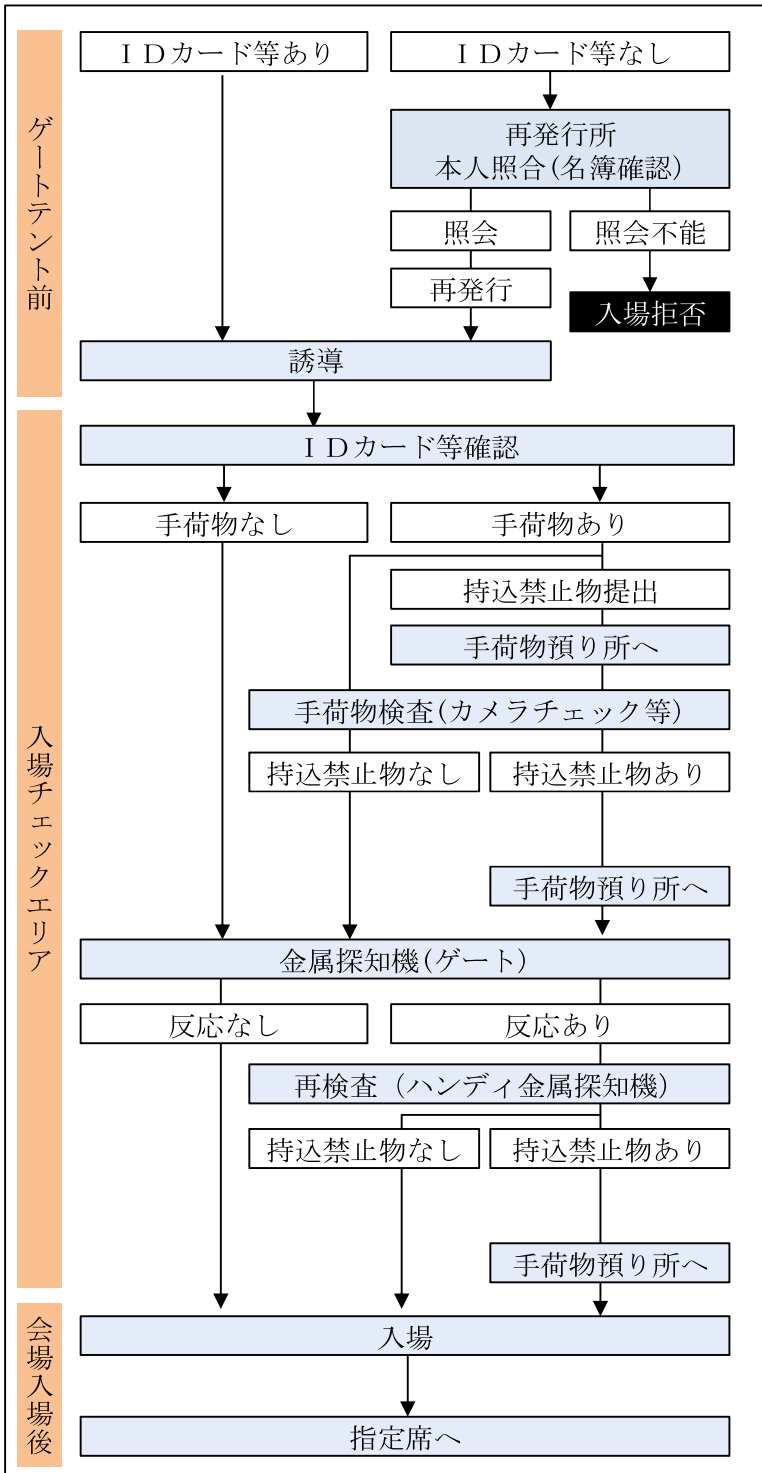 ゲートテント前
ＩＤカード等あり
ＩＤカード等なし
再発行所
本人照合(名簿確認)
照会
照会不能
再発行
入場拒否
誘導
入場チェックエリア
ＩＤカード等確認
手荷物なし
手荷物あり
持込禁止物提出
手荷物預り所へ
手荷物検査(カメラチェック等)
持込禁止物なし
持込禁止物あり
手荷物預り所へ
金属探知機(ゲート)
反応なし
反応あり
再検査（ハンディ金属探知機）
持込禁止物なし
持込禁止物あり
手荷物預り所へ
会場入場後
入場
指定席へ